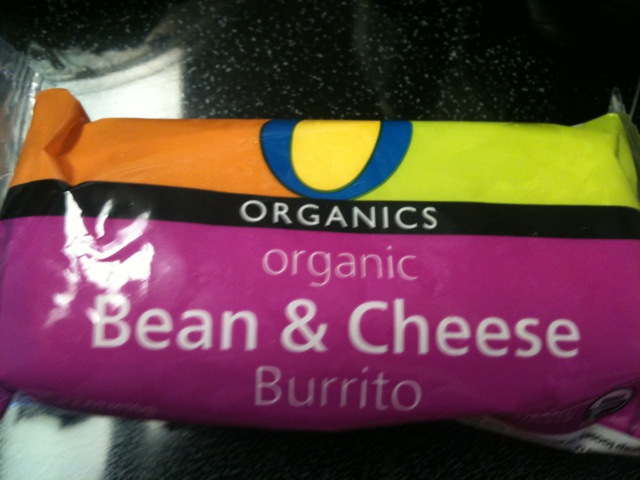 O
ORGANICS
organic
Bean & Cheese
Burrito